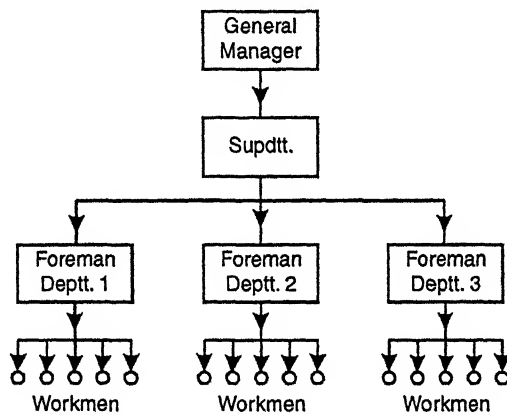 General
Manager
Supdtt.
Foreman
Deptt. 1
Foreman
Deptt. 2
Foreman
Deptt. 3
Workmen
Workmen
Workmen